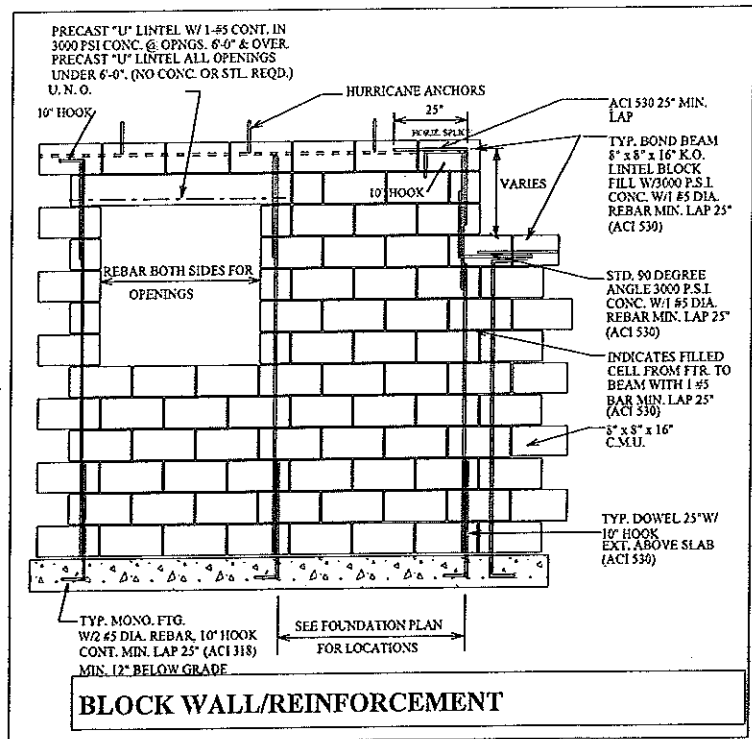 PRECAST "U" LINTEL W/ 1-#5 CONT. IN
3000 PSI CONC. @ OPNGS. 6'-0" & OVER.
PRECAST "U" LINTEL ALL OPENINGS
UNDER 6'-0". (NO CONC. OR STL. REQD.)
U. N. O.
10" HOOK
HURRICANE ANCHORS
25"
HORIZ. SPLICE
ACI 530 25" MIN.
LAP
TYP. BOND BEAM
8" x 8" x 16" K.O.
LINTEL BLOCK
FILL W/3000 P.S.I.
CONC. W/1 #5 DIA.
REBAR MIN. LAP 25"
(ACI 530)
10" HOOK
VARIES
REBAR BOTH SIDES FOR
OPENINGS
STD. 90 DEGREE
ANGLE 3000 P.S.I.
CONC. W/1 #5 DIA.
REBAR MIN. LAP 25"
(ACI 530)
INDICATES FILLED
CELL FROM FTR. TO
BEAM WITH 1 #5
BAR MIN. LAP 25"
(ACI 530)
8" x 8" x 16"
C.M.U.
TYP. DOWEL 25"W/
10" HOOK
EXT. ABOVE SLAB
(ACI 530)
TYP. MONO. FTG.
W/2 #5 DIA. REBAR, 10" HOOK
CONT. MIN. LAP 25" (ACI 318)
MIN. 12" BELOW GRADE
SEE FOUNDATION PLAN
FOR LOCATIONS
BLOCK WALL/REINFORCEMENT